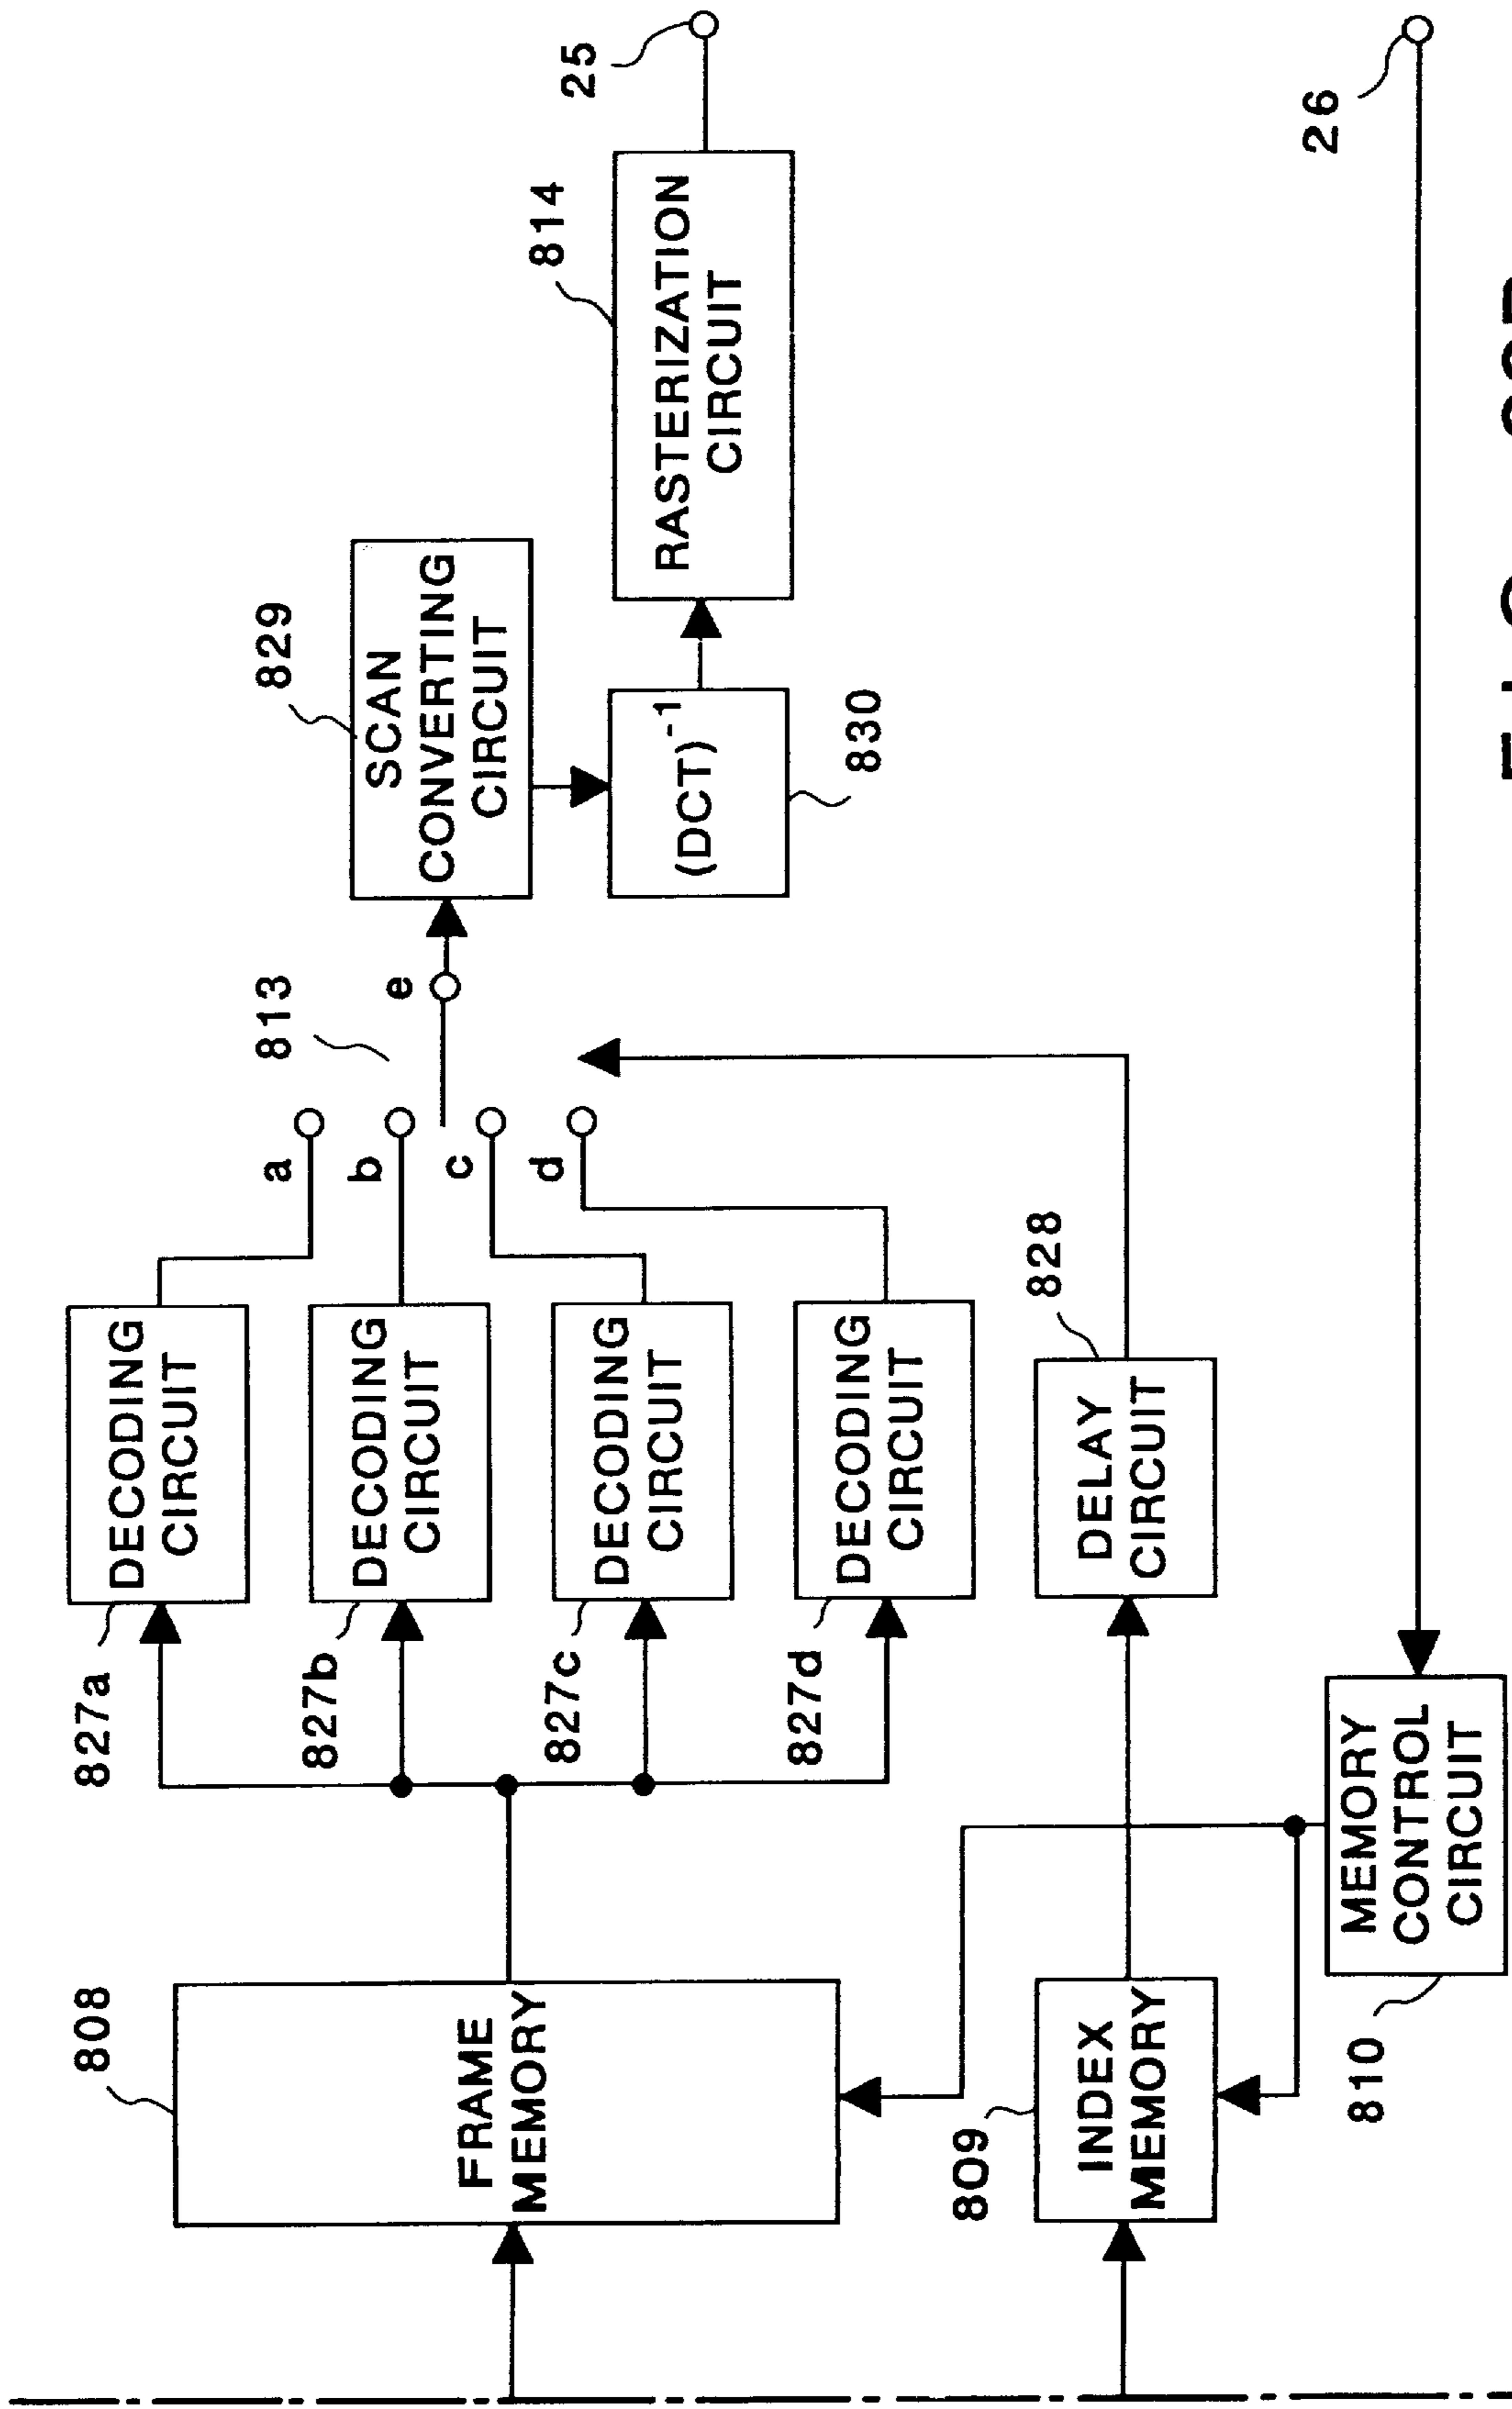 808
FRAME
MEMORY
809
INDEX
MEMORY
810
MEMORY
CONTROL
CIRCUIT
827a
DECODING
CIRCUIT
827b
DECODING
CIRCUIT
827c
DECODING
CIRCUIT
827d
DECODING
CIRCUIT
828
DELAY
CIRCUIT
a
b
c
d
813
e
829
SCAN
CONVERTING
CIRCUIT
(DCT)⁻¹
830
814
RASTERIZATION
CIRCUIT
25
26